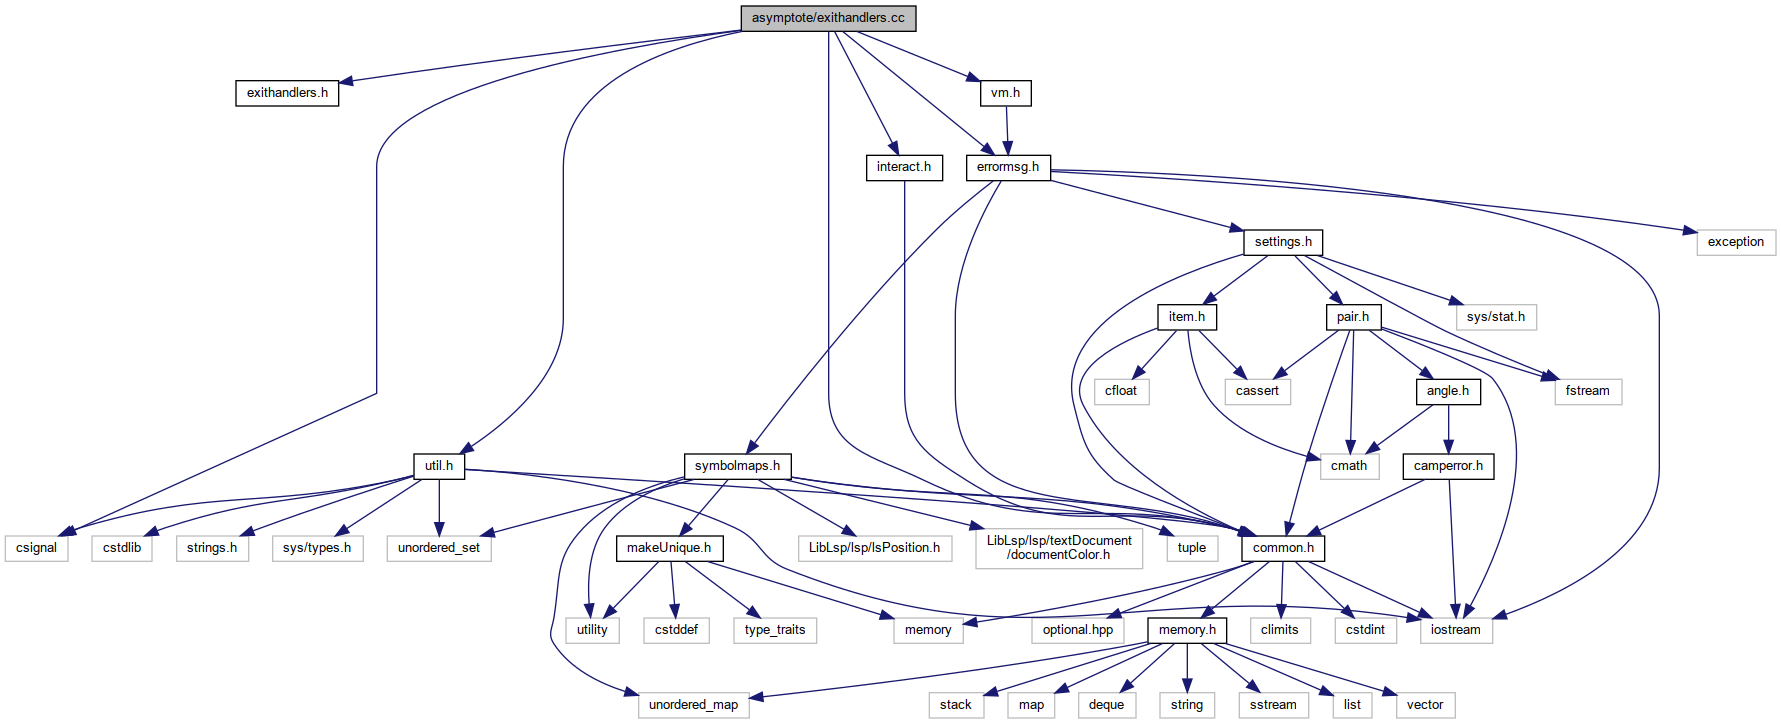 asymptote/exithandlers.cc
exithandlers.h
vm.h
interact.h
errormsg.h
settings.h
exception
item.h
pair.h
sys/stat.h
cfloat
cassert
angle.h
fstream
util.h
symbolmaps.h
cmath
camperror.h
csignal
cstdlib
strings.h
sys/types.h
unordered_set
makeUnique.h
LibLsp/lsp/lsPosition.h
LibLsp/lsp/textDocument
/documentColor.h
tuple
common.h
utility
cstddef
type_traits
memory
optional.hpp
memory.h
climits
cstdint
iostream
unordered_map
stack
map
deque
string
sstream
list
vector